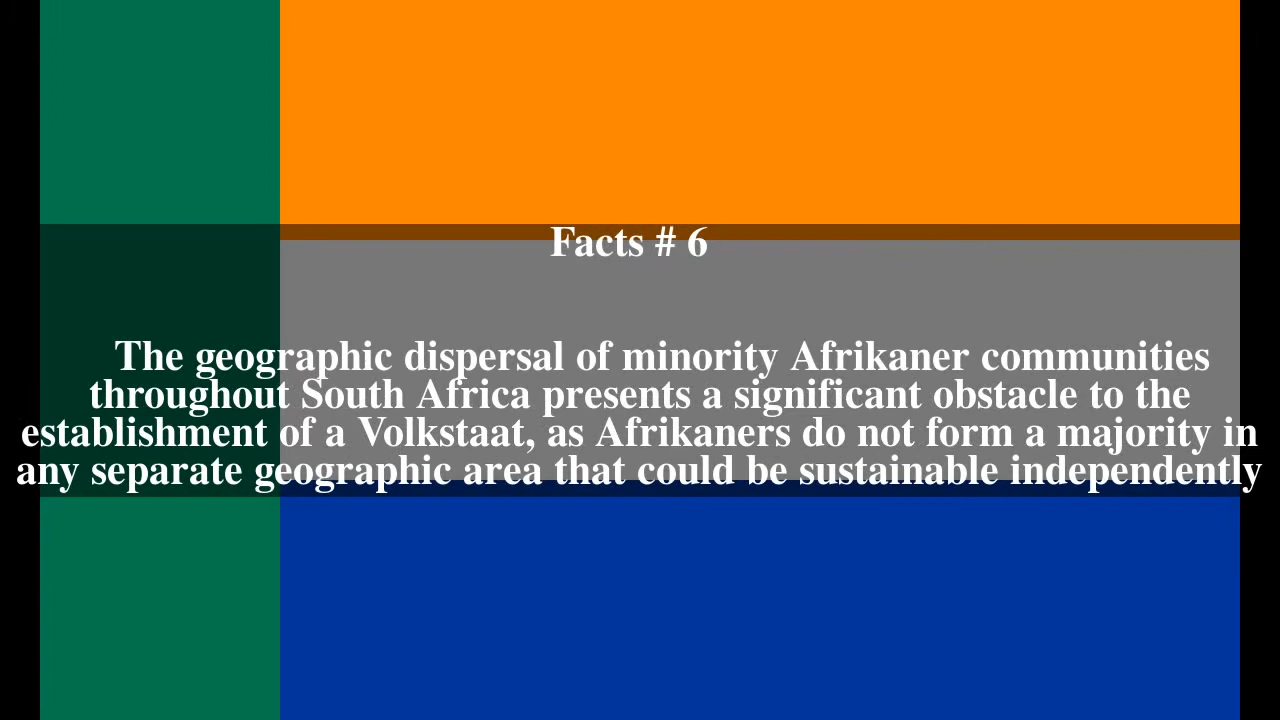 Facts # 6
The geographic dispersal of minority Afrikaner communities
throughout South Africa presents a significant obstacle to the
establishment of a Volkstaat, as Afrikaners do not form a majority in
any separate geographic area that could be sustainable independently